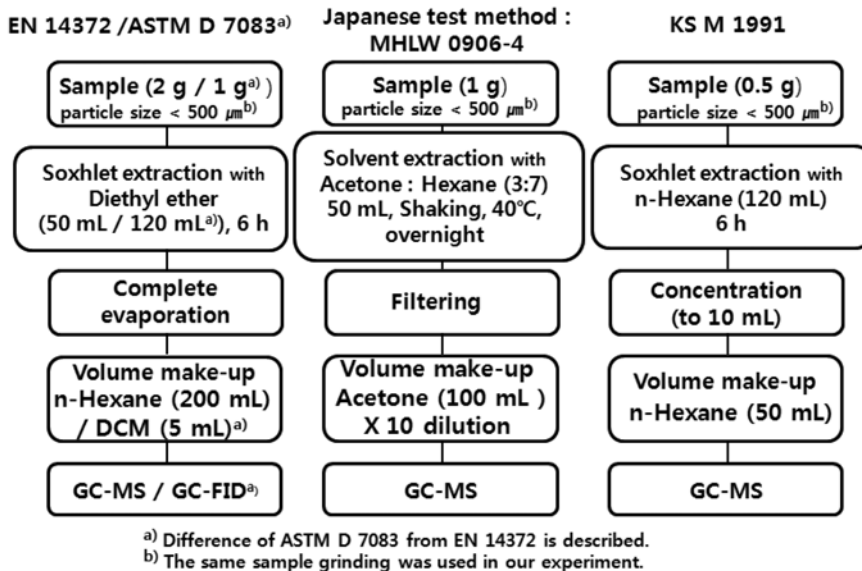 EN 14372 /ASTM D 7083a)
Sample (2 g / 1 ga) )
particle size < 500 ㎛b)
Soxhlet extraction with
Diethyl ether
(50 mL / 120 mLa)), 6 h
Complete
evaporation
Volume make-up
n-Hexane (200 mL)
/ DCM (5 mL)a)
GC-MS / GC-FIDa)
Japanese test method :
MHLW 0906-4
Sample (1 g)
particle size < 500 ㎛b)
Solvent extraction with
Acetone : Hexane (3:7)
50 mL, Shaking, 40℃,
overnight
Filtering
Volume make-up
Acetone (100 mL )
X 10 dilution
GC-MS
KS M 1991
Sample (0.5 g)
particle size < 500 ㎛b)
Soxhlet extraction with
n-Hexane (120 mL)
6 h
Concentration
(to 10 mL)
Volume make-up
n-Hexane (50 mL)
GC-MS
a) Difference of ASTM D 7083 from EN 14372 is described.
b) The same sample grinding was used in our experiment.